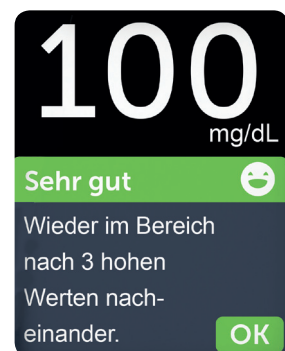 100
mg/dL
Sehr gut
Wieder im Bereich
nach 3 hohen
Werten nach-
einander.
OK